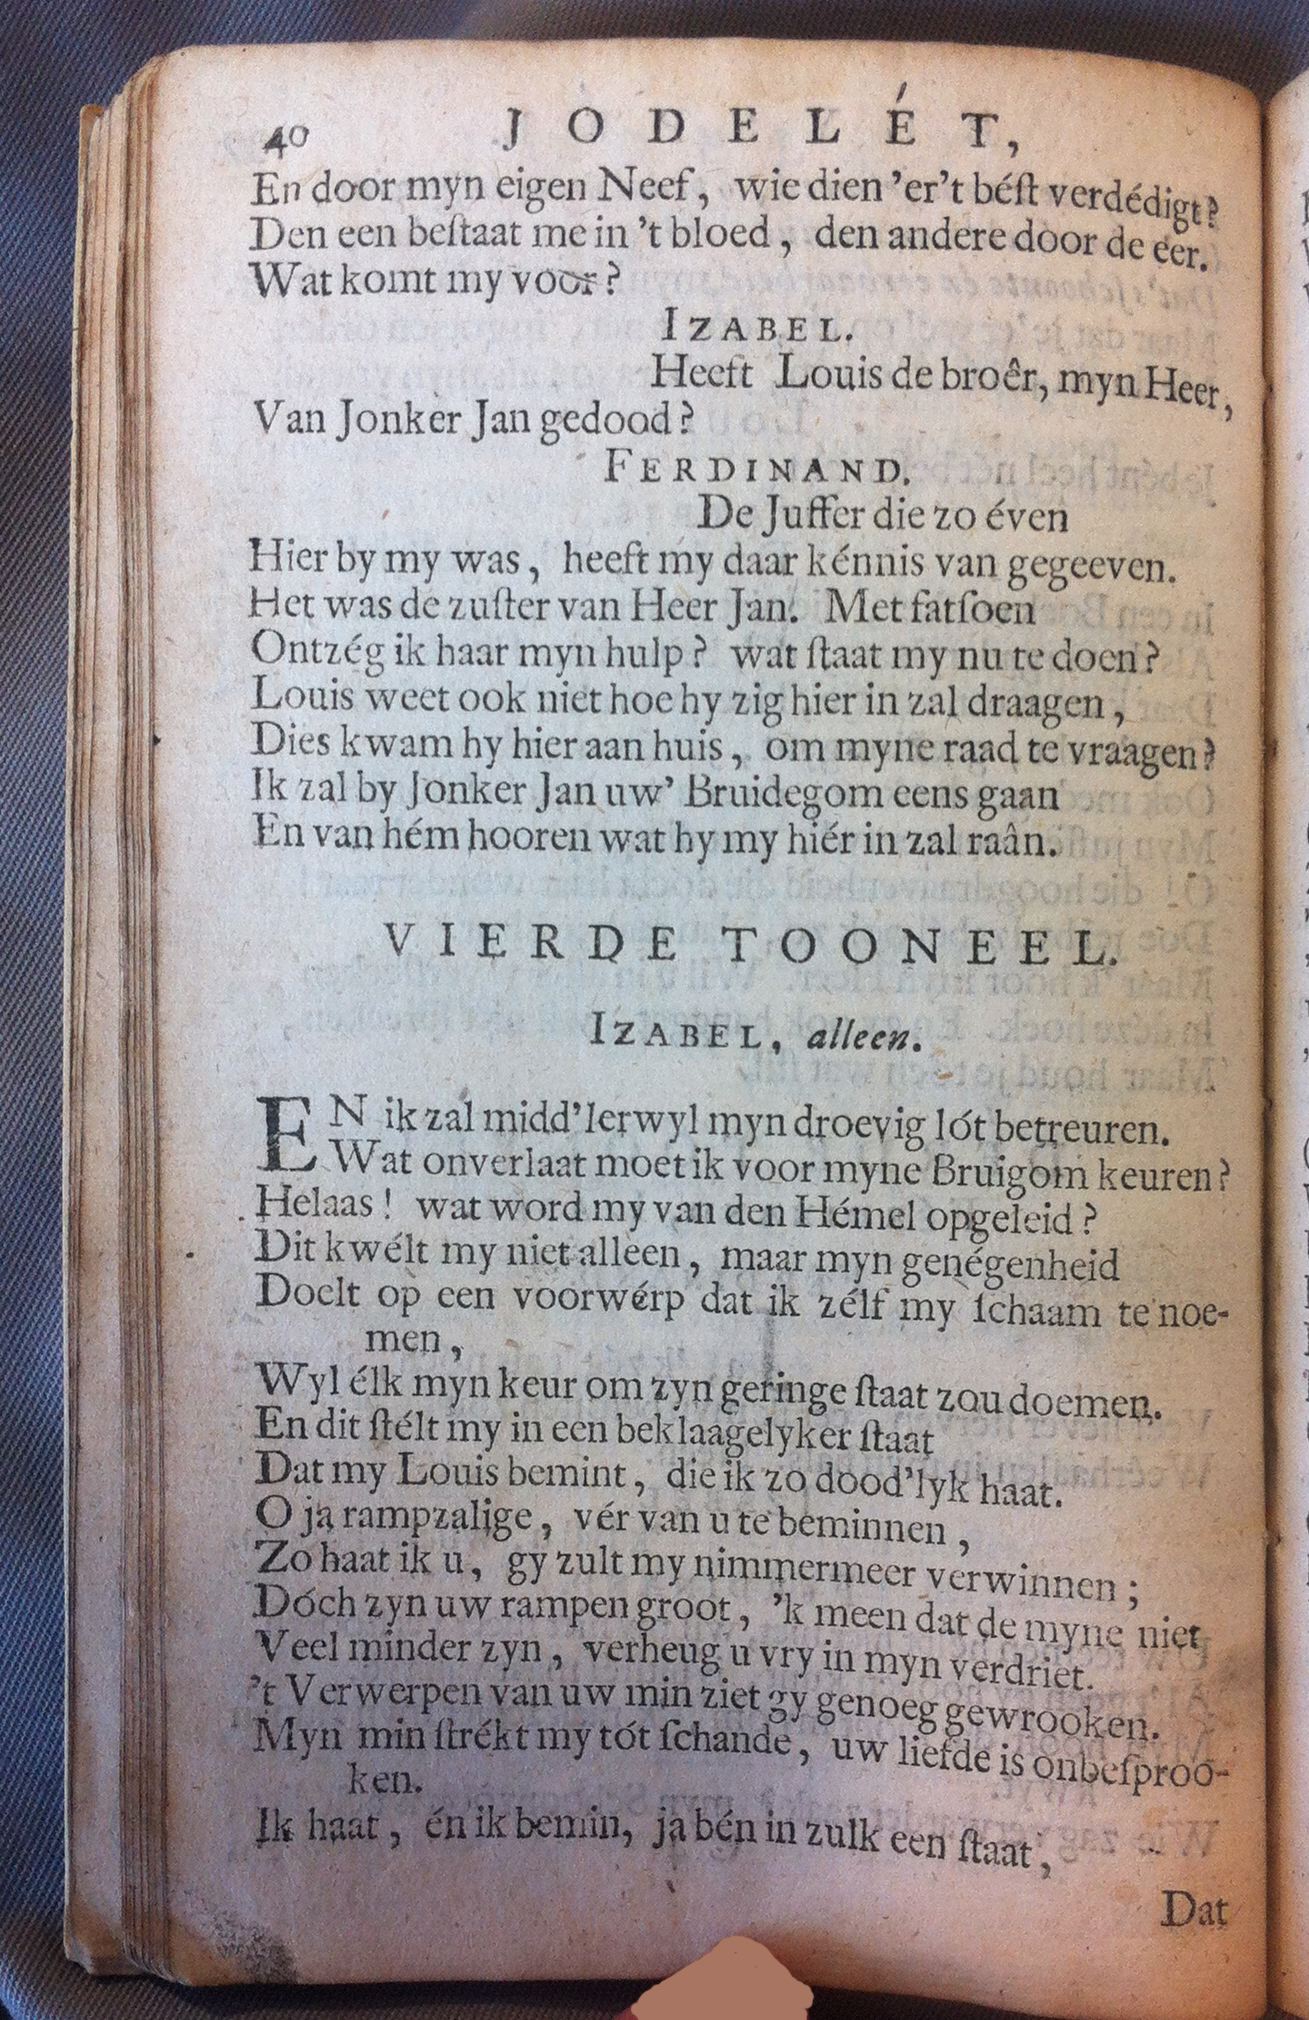 40 JODELÉT,
En door myn eigen Neef, wie dien 'er't bést verdédigt?
Den een beſtaat me in 't bloed, den andere door de eer.
Wat komt my voor?
IZABEL.
Heeft Louis de broêr, myn Heer,
Van Jonker Jan gedood?
FERDINAND.
De Juffer die zo éven
Hier by my was, heeft my daar kénnis van gegeeven.
Het was de zuſter van Heer Jan. Met fatſoen
Ontzég ik haar myn hulp? wat ſtaat my nu te doen?
Louis weet ook niet hoe hy zig hier in zal draagen,
Dies kwam hy hier aan huis, om myne raad te vraagen?
Ik zal by Jonker Jan uw' Bruidegom eens gaan
En van hém hooren wat hy my hiér in zal raân.
VIERDE TOONEEL.
IZABEL, alleen.
EN ik zal midd'lerwyl myn droevig lót betreuren.
Wat onverlaat moet ik voor myne Bruigom keuren?
Helaas! wat word my van den Hémel opgeleid?
Dit kwélt my niet alleen, maar myn genégenheid
Doelt op een voorwérp dat ik zélf my ſchaam te noe-
men,
Wyl élk myn keur om zyn geringe ſtaat zou doemen.
En dit ſtélt my in een beklaagelyker ſtaat
Dat my Louis bemint, die ik zo dood'lyk haat.
O ja rampzalige, vér van u te beminnen,
Zo haat ik u, gy zult my nimmermeer verwinnen;
Dóch zyn uw rampen groot, 'k meen dat de myne niet
Veel minder zyn, verheug u vry in myn verdriet.
't Verwerpen van uw min ziet gy genoeg gewrooken.
Myn min ſtrékt my tót ſchande, uw liefde is onbeſproo-
ken.
Ik haat, én ik bemin, ja bén in zulk een ſtaat,
Dat